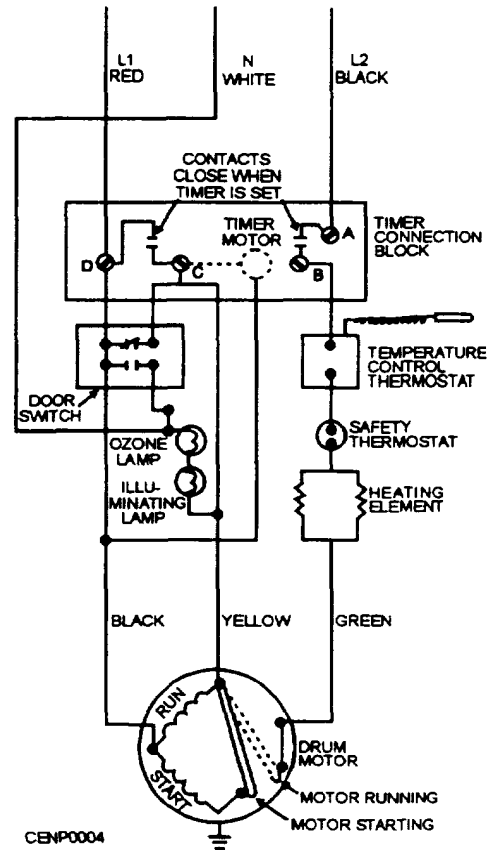 L1
RED
N
WHITE
L2
BLACK
CONTACTS
CLOSE WHEN
TIMER IS SET
TIMER
MOTOR
A
TIMER
CONNECTION
BLOCK
D
C
B
DOOR
SWITCH
TEMPERATURE
CONTROL
THERMOSTAT
OZONE
LAMP
SAFETY
THERMOSTAT
ILLU-
MINATING
LAMP
HEATING
ELEMENT
BLACK
YELLOW
GREEN
RUN
START
DRUM
MOTOR
MOTOR RUNNING
MOTOR STARTING
CENP0004